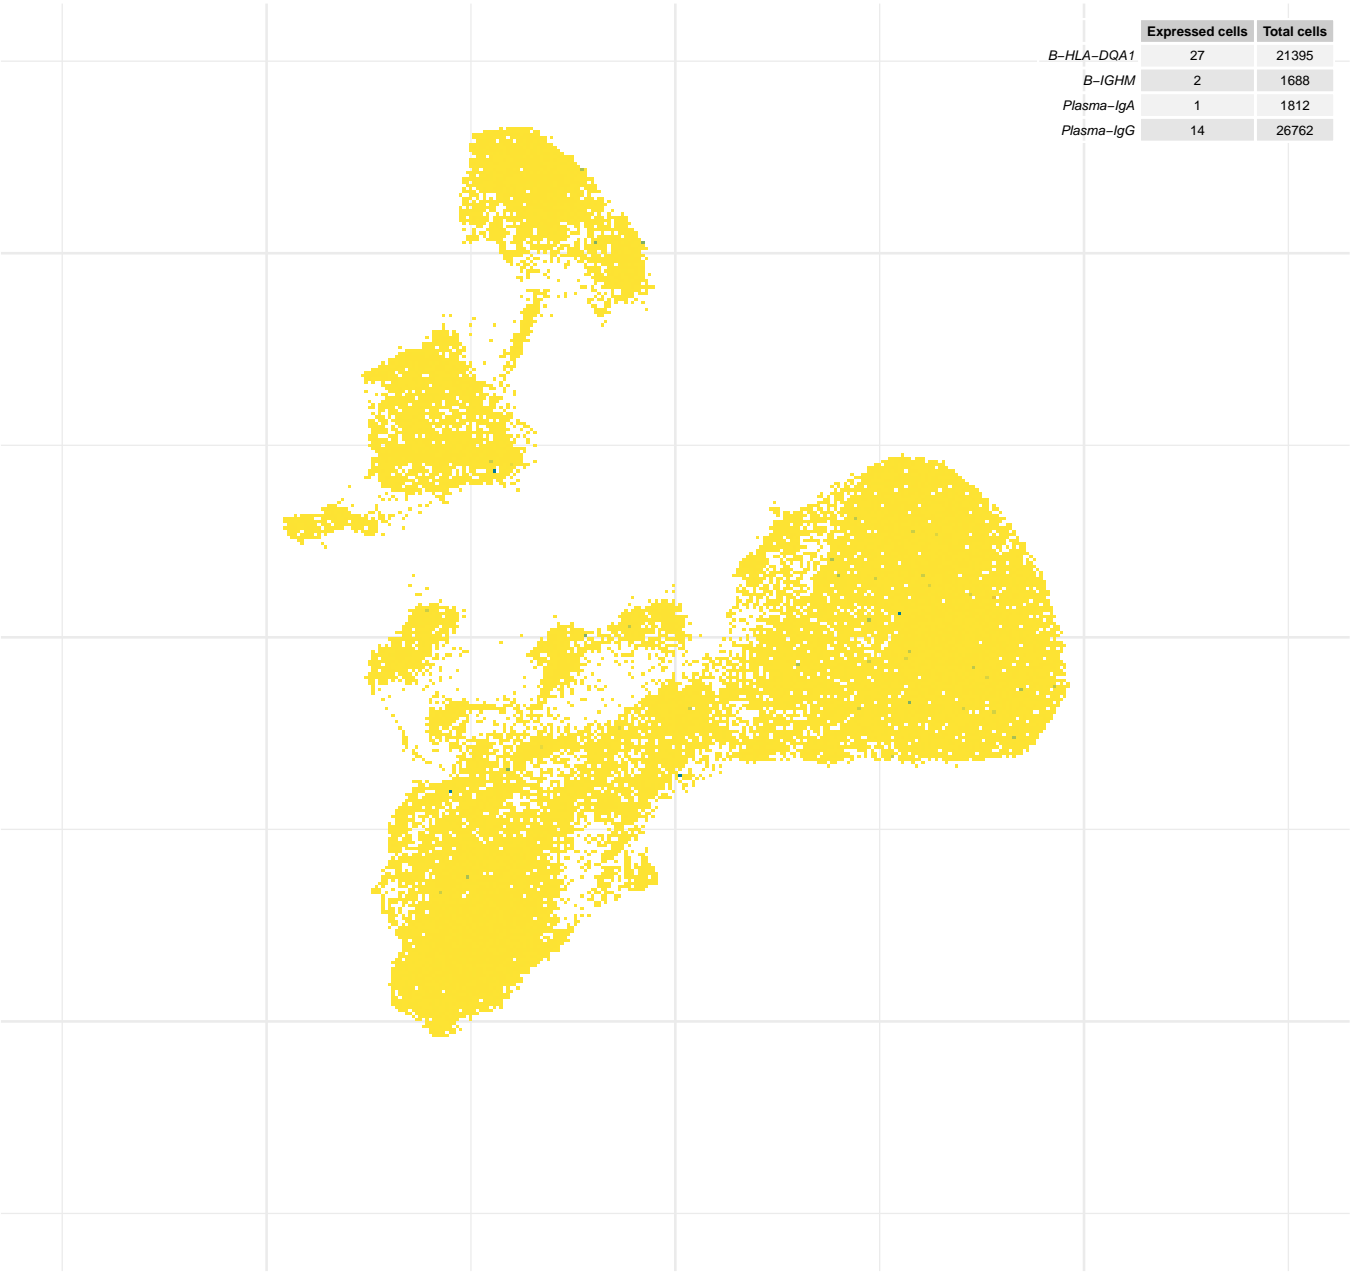 Expressed cells Total cells
B−HLA−DQA1 27 21395
B−IGHM 2 1688
Plasma−IgA 1 1812
Plasma−IgG 14 26762